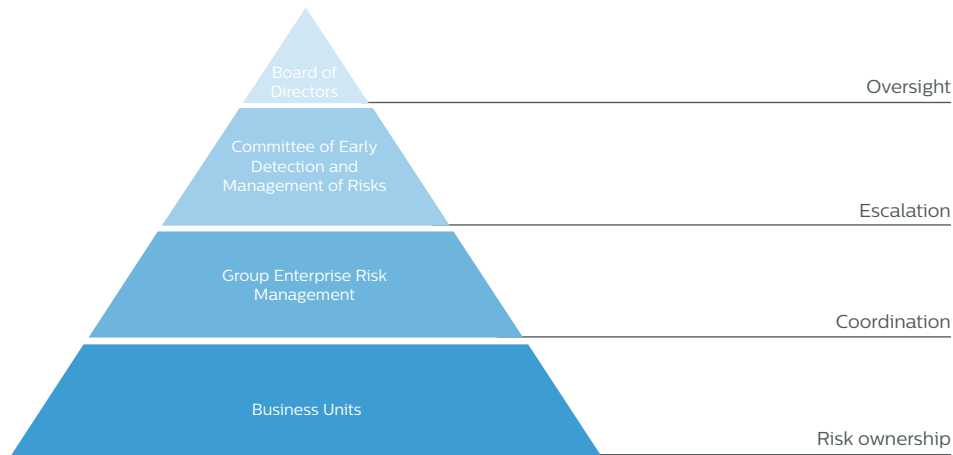 Board of
Directors
Oversight
Committee of Early
Detection and
Management of Risks
Escalation
Group Enterprise Risk
Management
Coordination
Business Units
Risk ownership